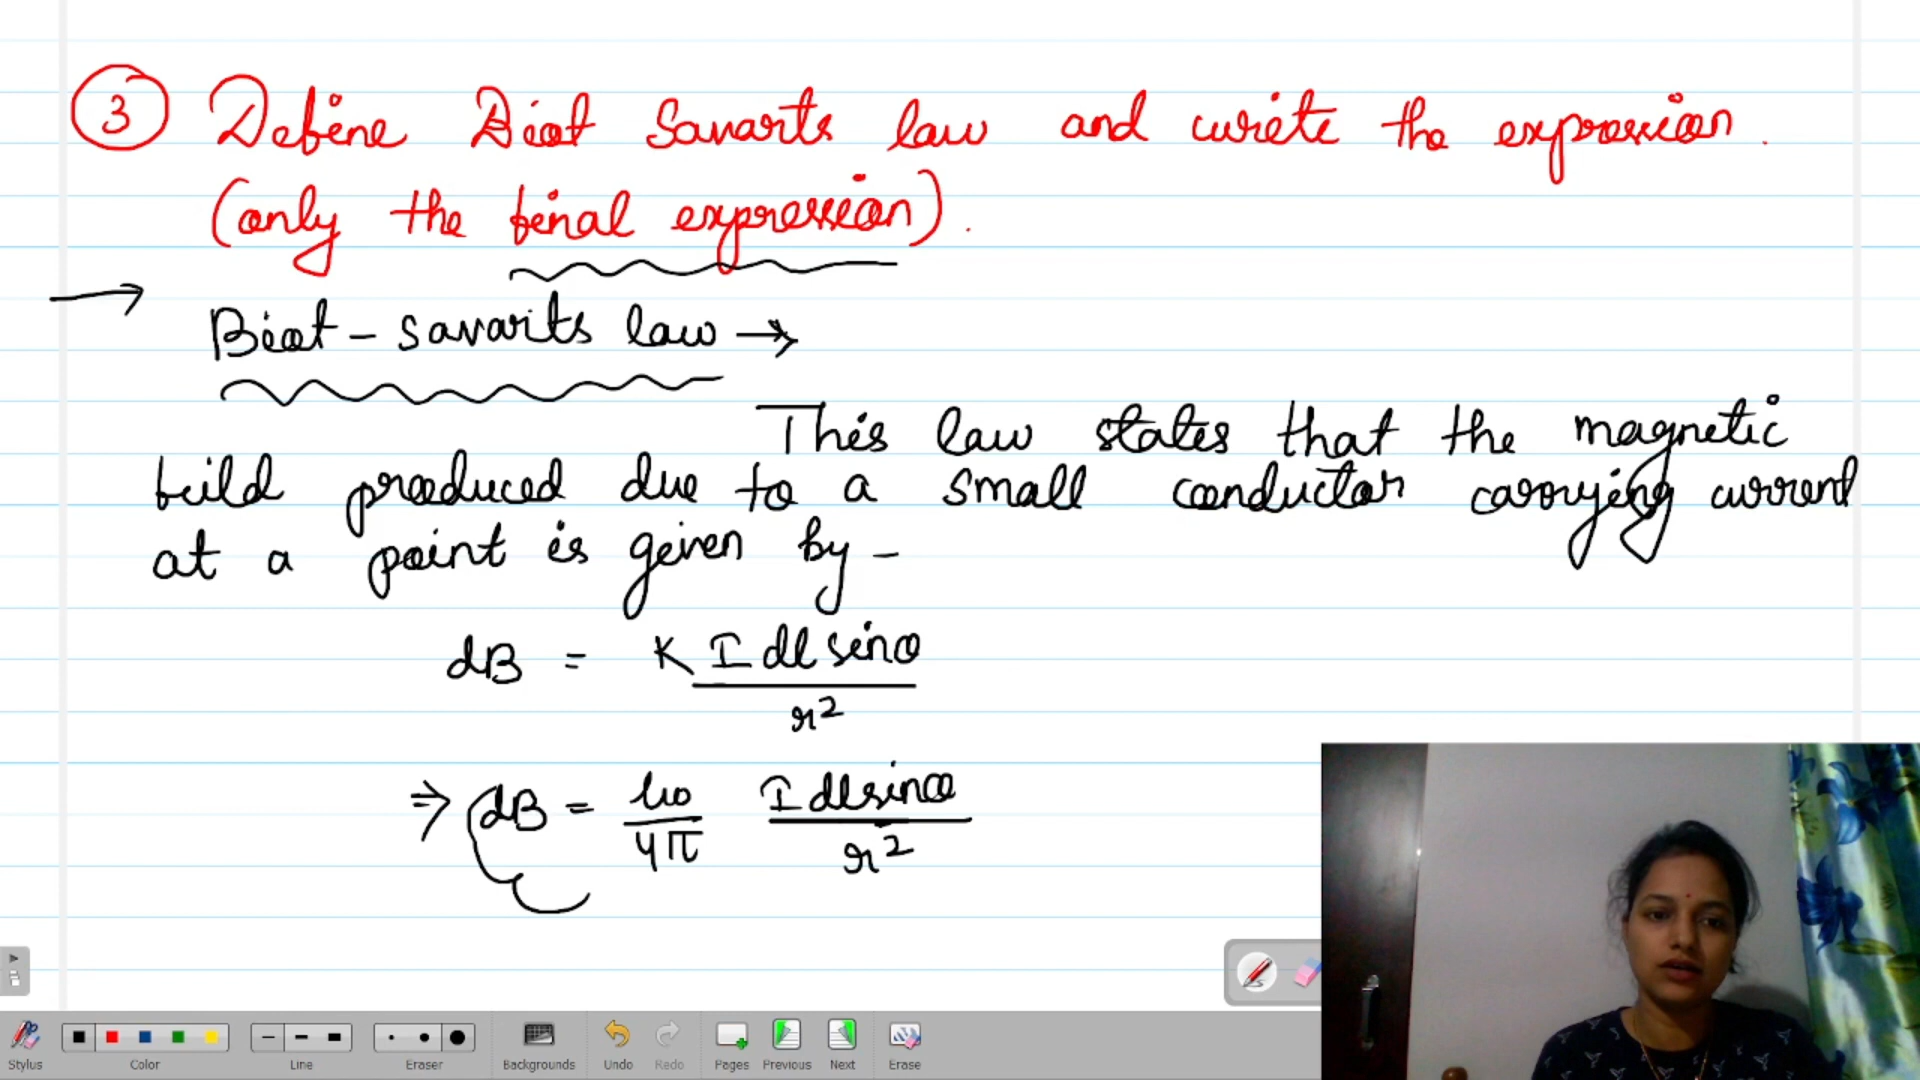 3 Define Biot Savarts law and write the expression.
(only the final expression).
→ Biot - savarts law →
This law states that the magnetic
feild produced due to a small conductor carrying current
at a point is given by -
dB = K I dl sinθ / r²
⇒ dB = μ0 / 4π I dl sinθ / r²
Stylus Color Line Eraser Backgrounds Undo Redo Pages Previous Next Erase